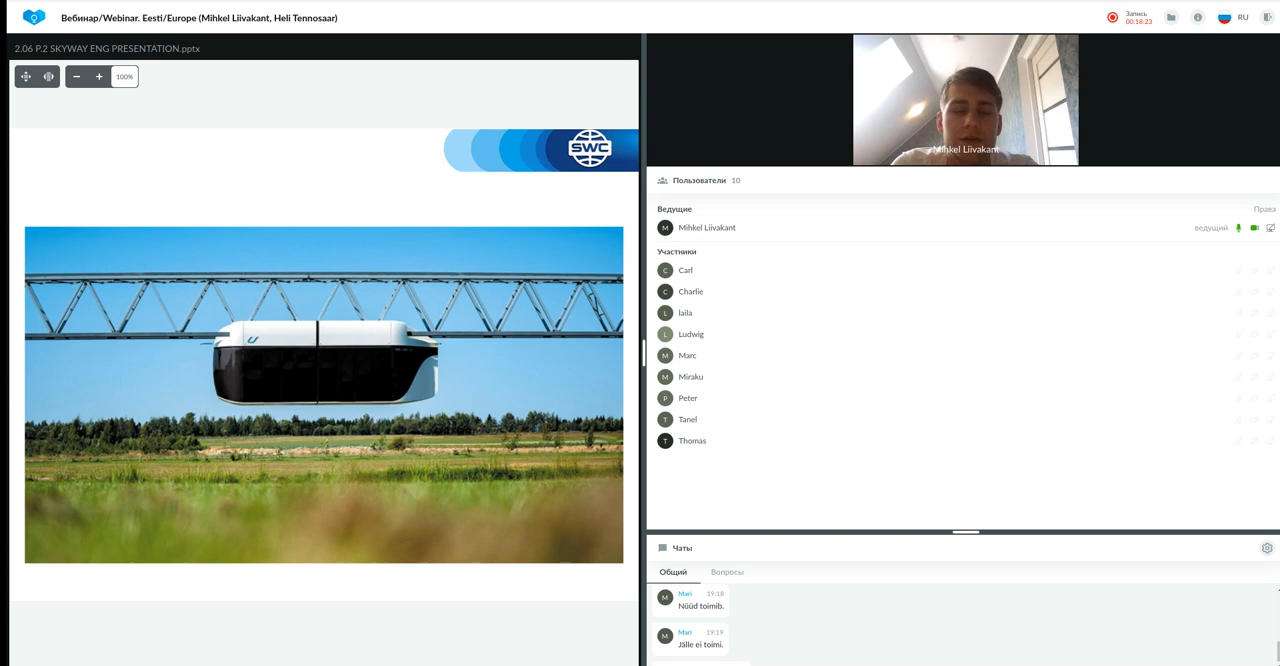 Вебинар/Webinar. Eesti/Europe (Mihkel Liivakant, Heli Tennosaar)
Запись
00:18:23
RU
2.06 P.2 SKYWAY ENG PRESENTATION.pptx
100%
SWC
Mihkel Liivakant
Пользователи 10
Ведущие Права
M Mihkel Liivakant ведущий
Участники
C Carl
C Charlie
L laila
L Ludwig
M Marc
M Miraku
P Peter
T Tanel
T Thomas
Чаты
Общий Вопросы
M Mari 19:18
Nüüd toimib.
M Mari 19:19
Jälle ei toimi.